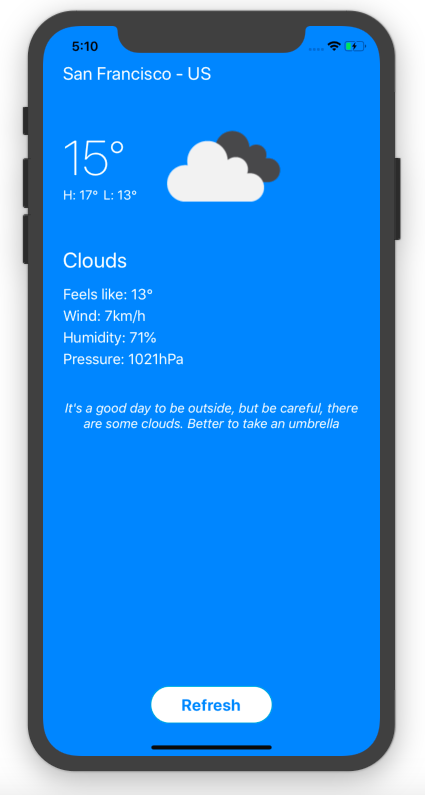 5:10
San Francisco - US
15°
H: 17° L: 13°
Clouds
Feels like: 13°
Wind: 7km/h
Humidity: 71%
Pressure: 1021hPa
It's a good day to be outside, but be careful, there
are some clouds. Better to take an umbrella
Refresh